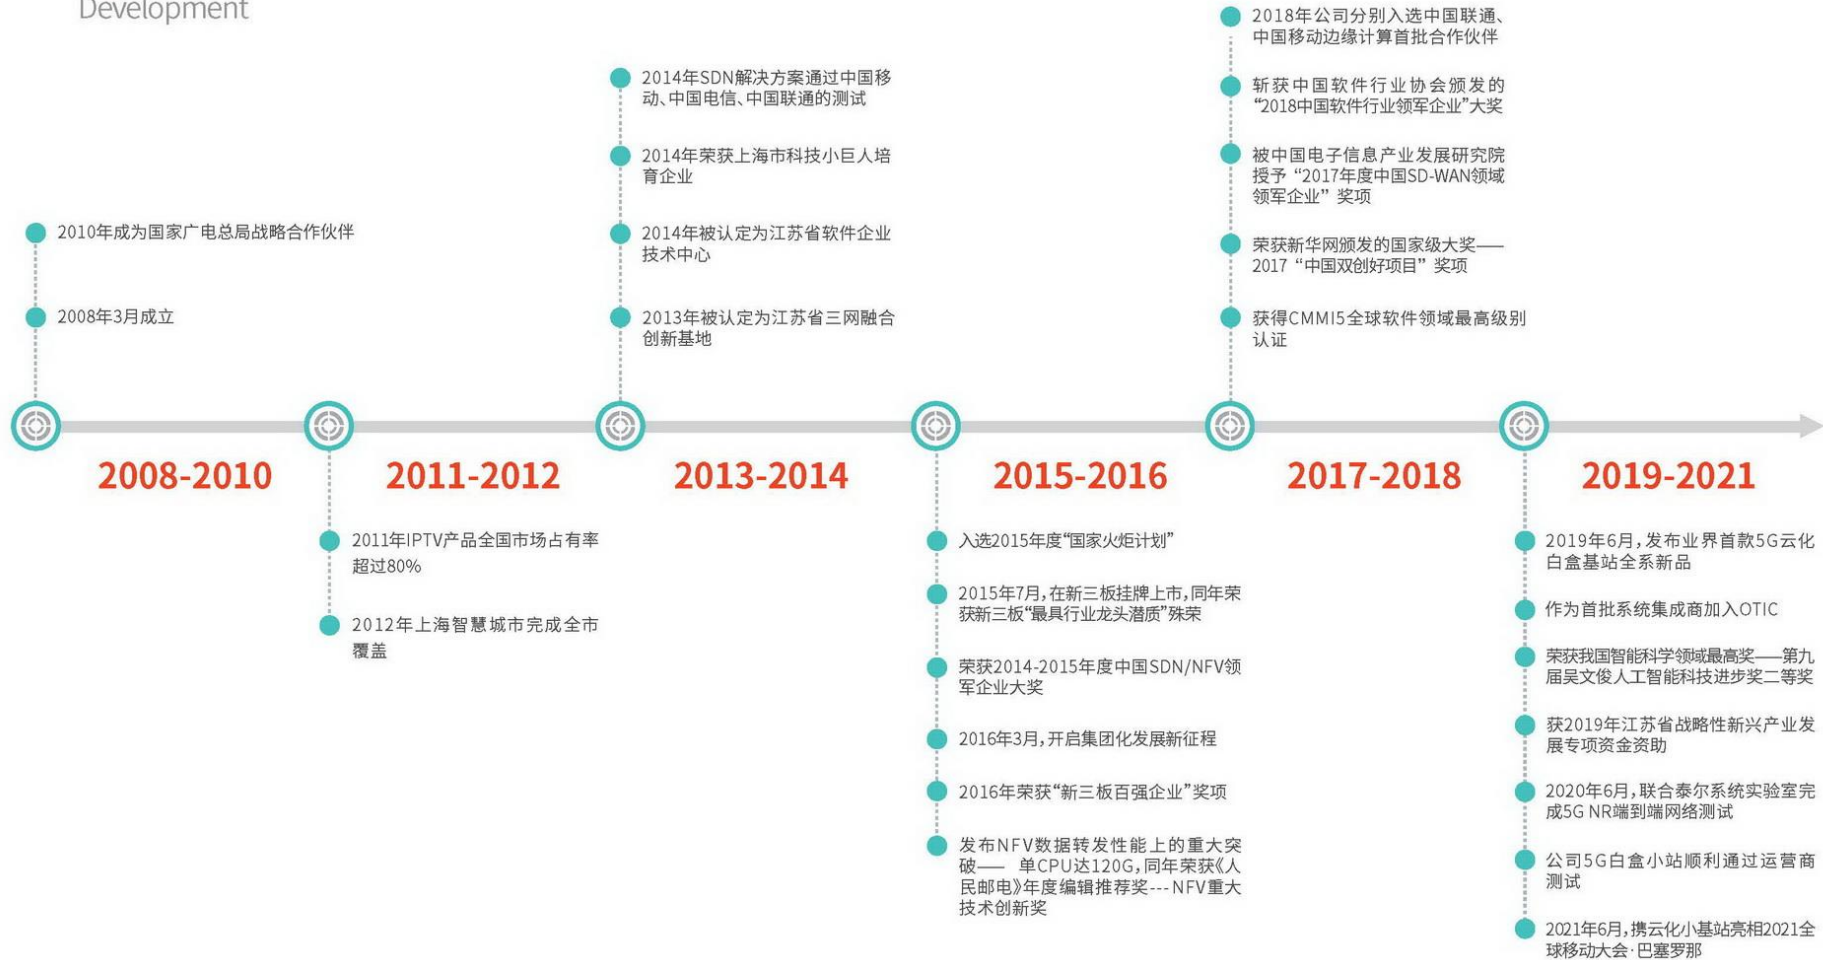 Development
2010年成为国家广电总局战略合作伙伴
2008年3月成立
2008-2010
2011年IPTV产品全国市场占有率
超过80%
2012年上海智慧城市完成全市
覆盖
2011-2012
2014年SDN解决方案通过中国移
动、中国电信、中国联通的测试
2014年荣获上海市科技小巨人培
育企业
2014年被认定为江苏省软件企业
技术中心
2013年被认定为江苏省三网融合
创新基地
2013-2014
2015-2016
入选2015年度“国家火炬计划”
2015年7月,在新三板挂牌上市,同年荣
获新三板“最具行业龙头潜质”殊荣
荣获2014-2015年度中国SDN/NFV领
军企业大奖
2016年3月,开启集团化发展新征程
2016年荣获“新三板百强企业”奖项
发布NFV数据转发性能上的重大突
破—— 单CPU达120G,同年荣获《人
民邮电》年度编辑推荐奖---NFV重大
技术创新奖
2018年公司分别入选中国联通、
中国移动边缘计算首批合作伙伴
斩获中国软件行业协会颁发的
“2018中国软件行业领军企业”大奖
被中国电子信息产业发展研究院
授予 “2017年度中国SD-WAN领域
领军企业” 奖项
荣获新华网颁发的国家级大奖——
2017 “中国双创好项目” 奖项
获得CMMI5全球软件领域最高级别
认证
2017-2018
2019-2021
2019年6月,发布业界首款5G云化
白盒基站全系新品
作为首批系统集成商加入OTIC
荣获我国智能科学领域最高奖——第九
届吴文俊人工智能科技进步奖二等奖
获2019年江苏省战略性新兴产业发
展专项资金资助
2020年6月,联合泰尔系统实验室完
成5G NR端到端网络测试
公司5G白盒小站顺利通过运营商
测试
2021年6月,携云化小基站亮相2021全
球移动大会·巴塞罗那